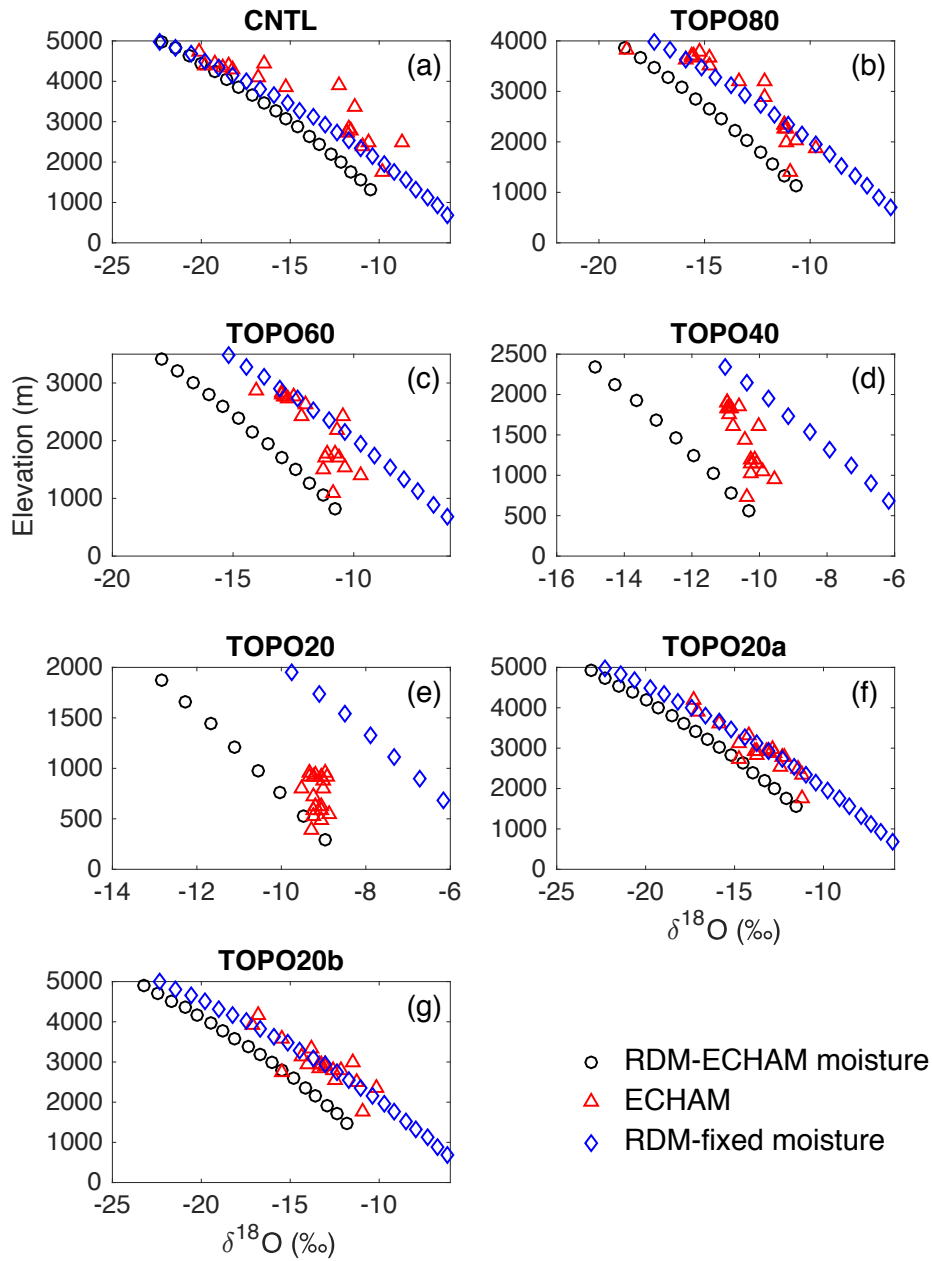 CNTL
(a)
5000
4000
3000
2000
1000
0
-25 -20 -15 -10
TOPO80
(b)
4000
3000
2000
1000
0
-20 -15 -10
TOPO60
(c)
3000
2000
1000
0
-20 -15 -10
Elevation (m)
TOPO40
(d)
2500
2000
1500
1000
500
0
-16 -14 -12 -10 -8 -6
TOPO20
(e)
2000
1500
1000
500
0
-14 -12 -10 -8 -6
TOPO20a
(f)
5000
4000
3000
2000
1000
0
-25 -20 -15 -10
δ¹⁸O (‰)
TOPO20b
(g)
5000
4000
3000
2000
1000
0
-25 -20 -15 -10
δ¹⁸O (‰)
RDM-ECHAM moisture
ECHAM
RDM-fixed moisture